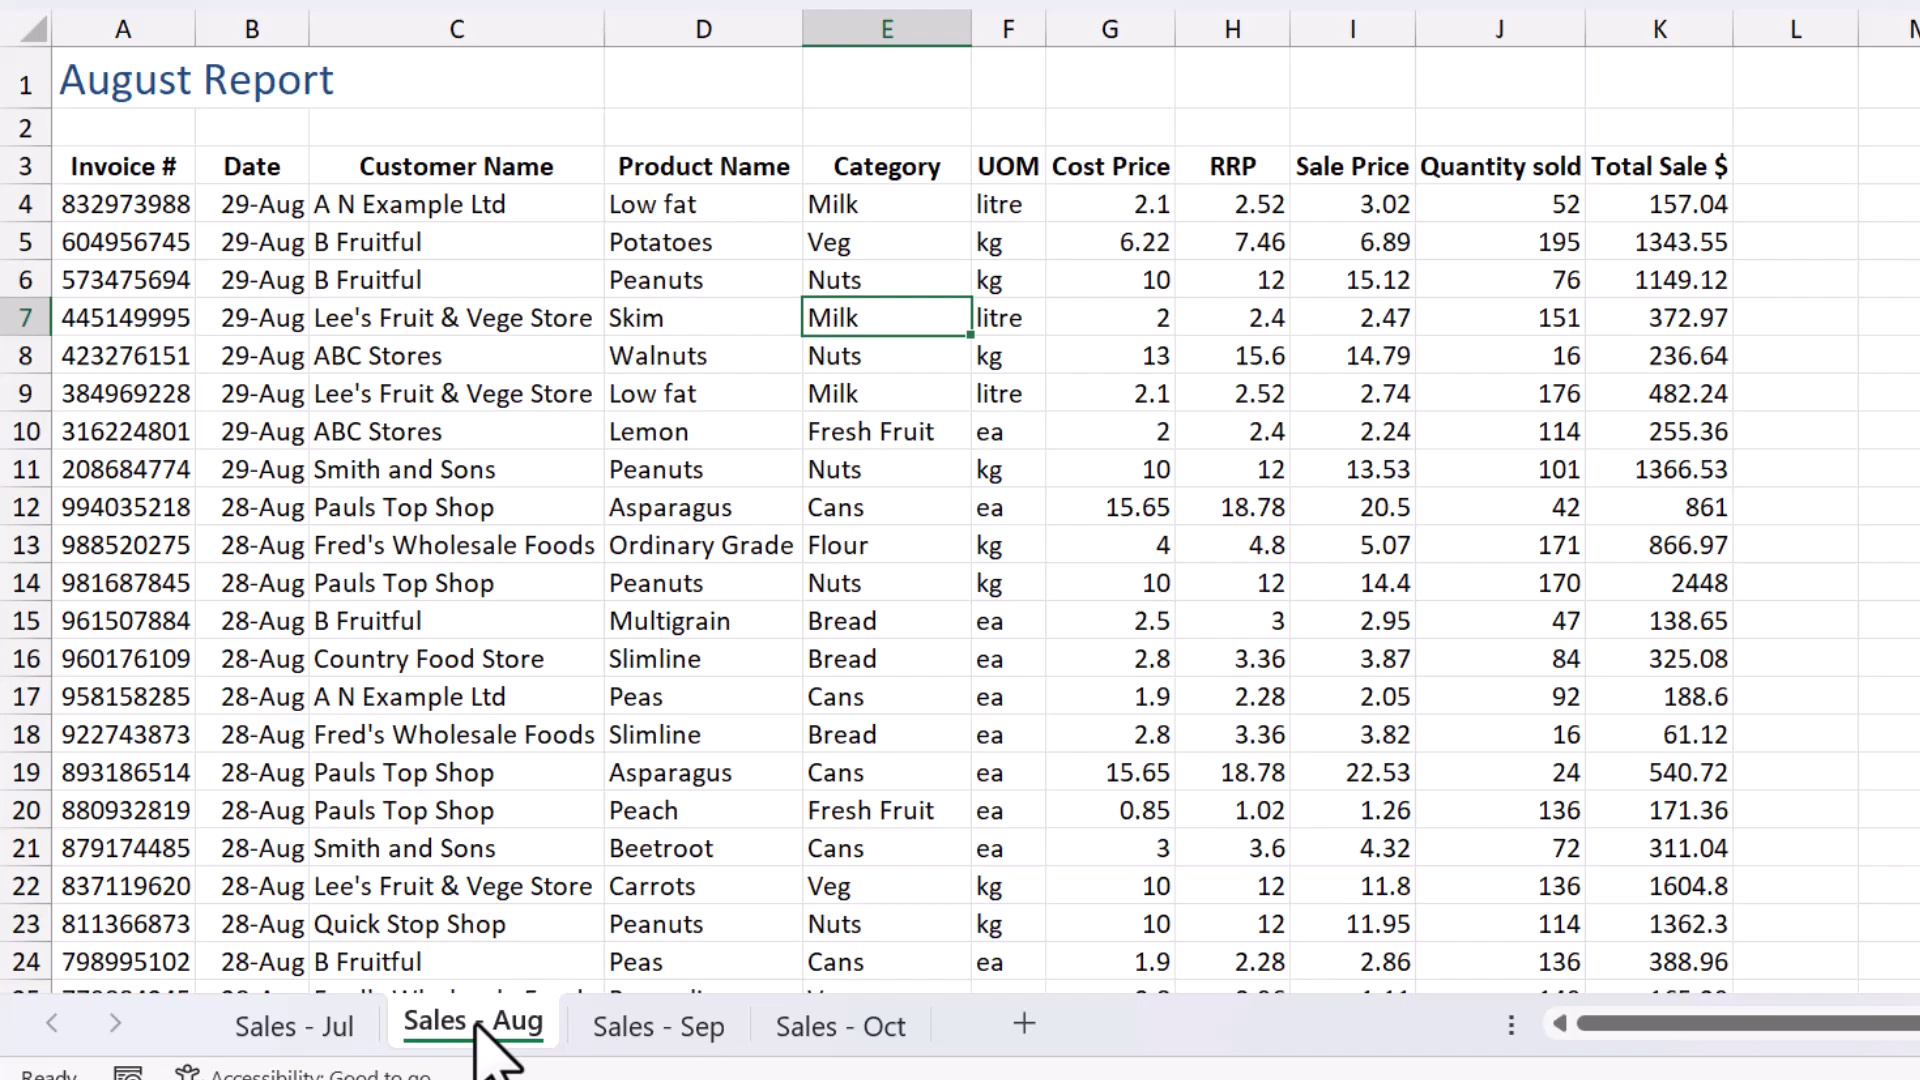 A B C D E F G H I J K L
1 August Report
2
3 Invoice # Date Customer Name Product Name Category UOM Cost Price RRP Sale Price Quantity sold Total Sale $
4 832973988 29-Aug A N Example Ltd Low fat Milk litre 2.1 2.52 3.02 52 157.04
5 604956745 29-Aug B Fruitful Potatoes Veg kg 6.22 7.46 6.89 195 1343.55
6 573475694 29-Aug B Fruitful Peanuts Nuts kg 10 12 15.12 76 1149.12
7 445149995 29-Aug Lee's Fruit & Vege Store Skim Milk litre 2 2.4 2.47 151 372.97
8 423276151 29-Aug ABC Stores Walnuts Nuts kg 13 15.6 14.79 16 236.64
9 384969228 29-Aug Lee's Fruit & Vege Store Low fat Milk litre 2.1 2.52 2.74 176 482.24
10 316224801 29-Aug ABC Stores Lemon Fresh Fruit ea 2 2.4 2.24 114 255.36
11 208684774 29-Aug Smith and Sons Peanuts Nuts kg 10 12 13.53 101 1366.53
12 994035218 28-Aug Pauls Top Shop Asparagus Cans ea 15.65 18.78 20.5 42 861
13 988520275 28-Aug Fred's Wholesale Foods Ordinary Grade Flour kg 4 4.8 5.07 171 866.97
14 981687845 28-Aug Pauls Top Shop Peanuts Nuts kg 10 12 14.4 170 2448
15 961507884 28-Aug B Fruitful Multigrain Bread ea 2.5 3 2.95 47 138.65
16 960176109 28-Aug Country Food Store Slimline Bread ea 2.8 3.36 3.87 84 325.08
17 958158285 28-Aug A N Example Ltd Peas Cans ea 1.9 2.28 2.05 92 188.6
18 922743873 28-Aug Fred's Wholesale Foods Slimline Bread ea 2.8 3.36 3.82 16 61.12
19 893186514 28-Aug Pauls Top Shop Asparagus Cans ea 15.65 18.78 22.53 24 540.72
20 880932819 28-Aug Pauls Top Shop Peach Fresh Fruit ea 0.85 1.02 1.26 136 171.36
21 879174485 28-Aug Smith and Sons Beetroot Cans ea 3 3.6 4.32 72 311.04
22 837119620 28-Aug Lee's Fruit & Vege Store Carrots Veg kg 10 12 11.8 136 1604.8
23 811366873 28-Aug Quick Stop Shop Peanuts Nuts kg 10 12 11.95 114 1362.3
24 798995102 28-Aug B Fruitful Peas Cans ea 1.9 2.28 2.86 136 388.96
Sales - Jul Sales - Aug Sales - Sep Sales - Oct
Ready Accessibility: Good to go